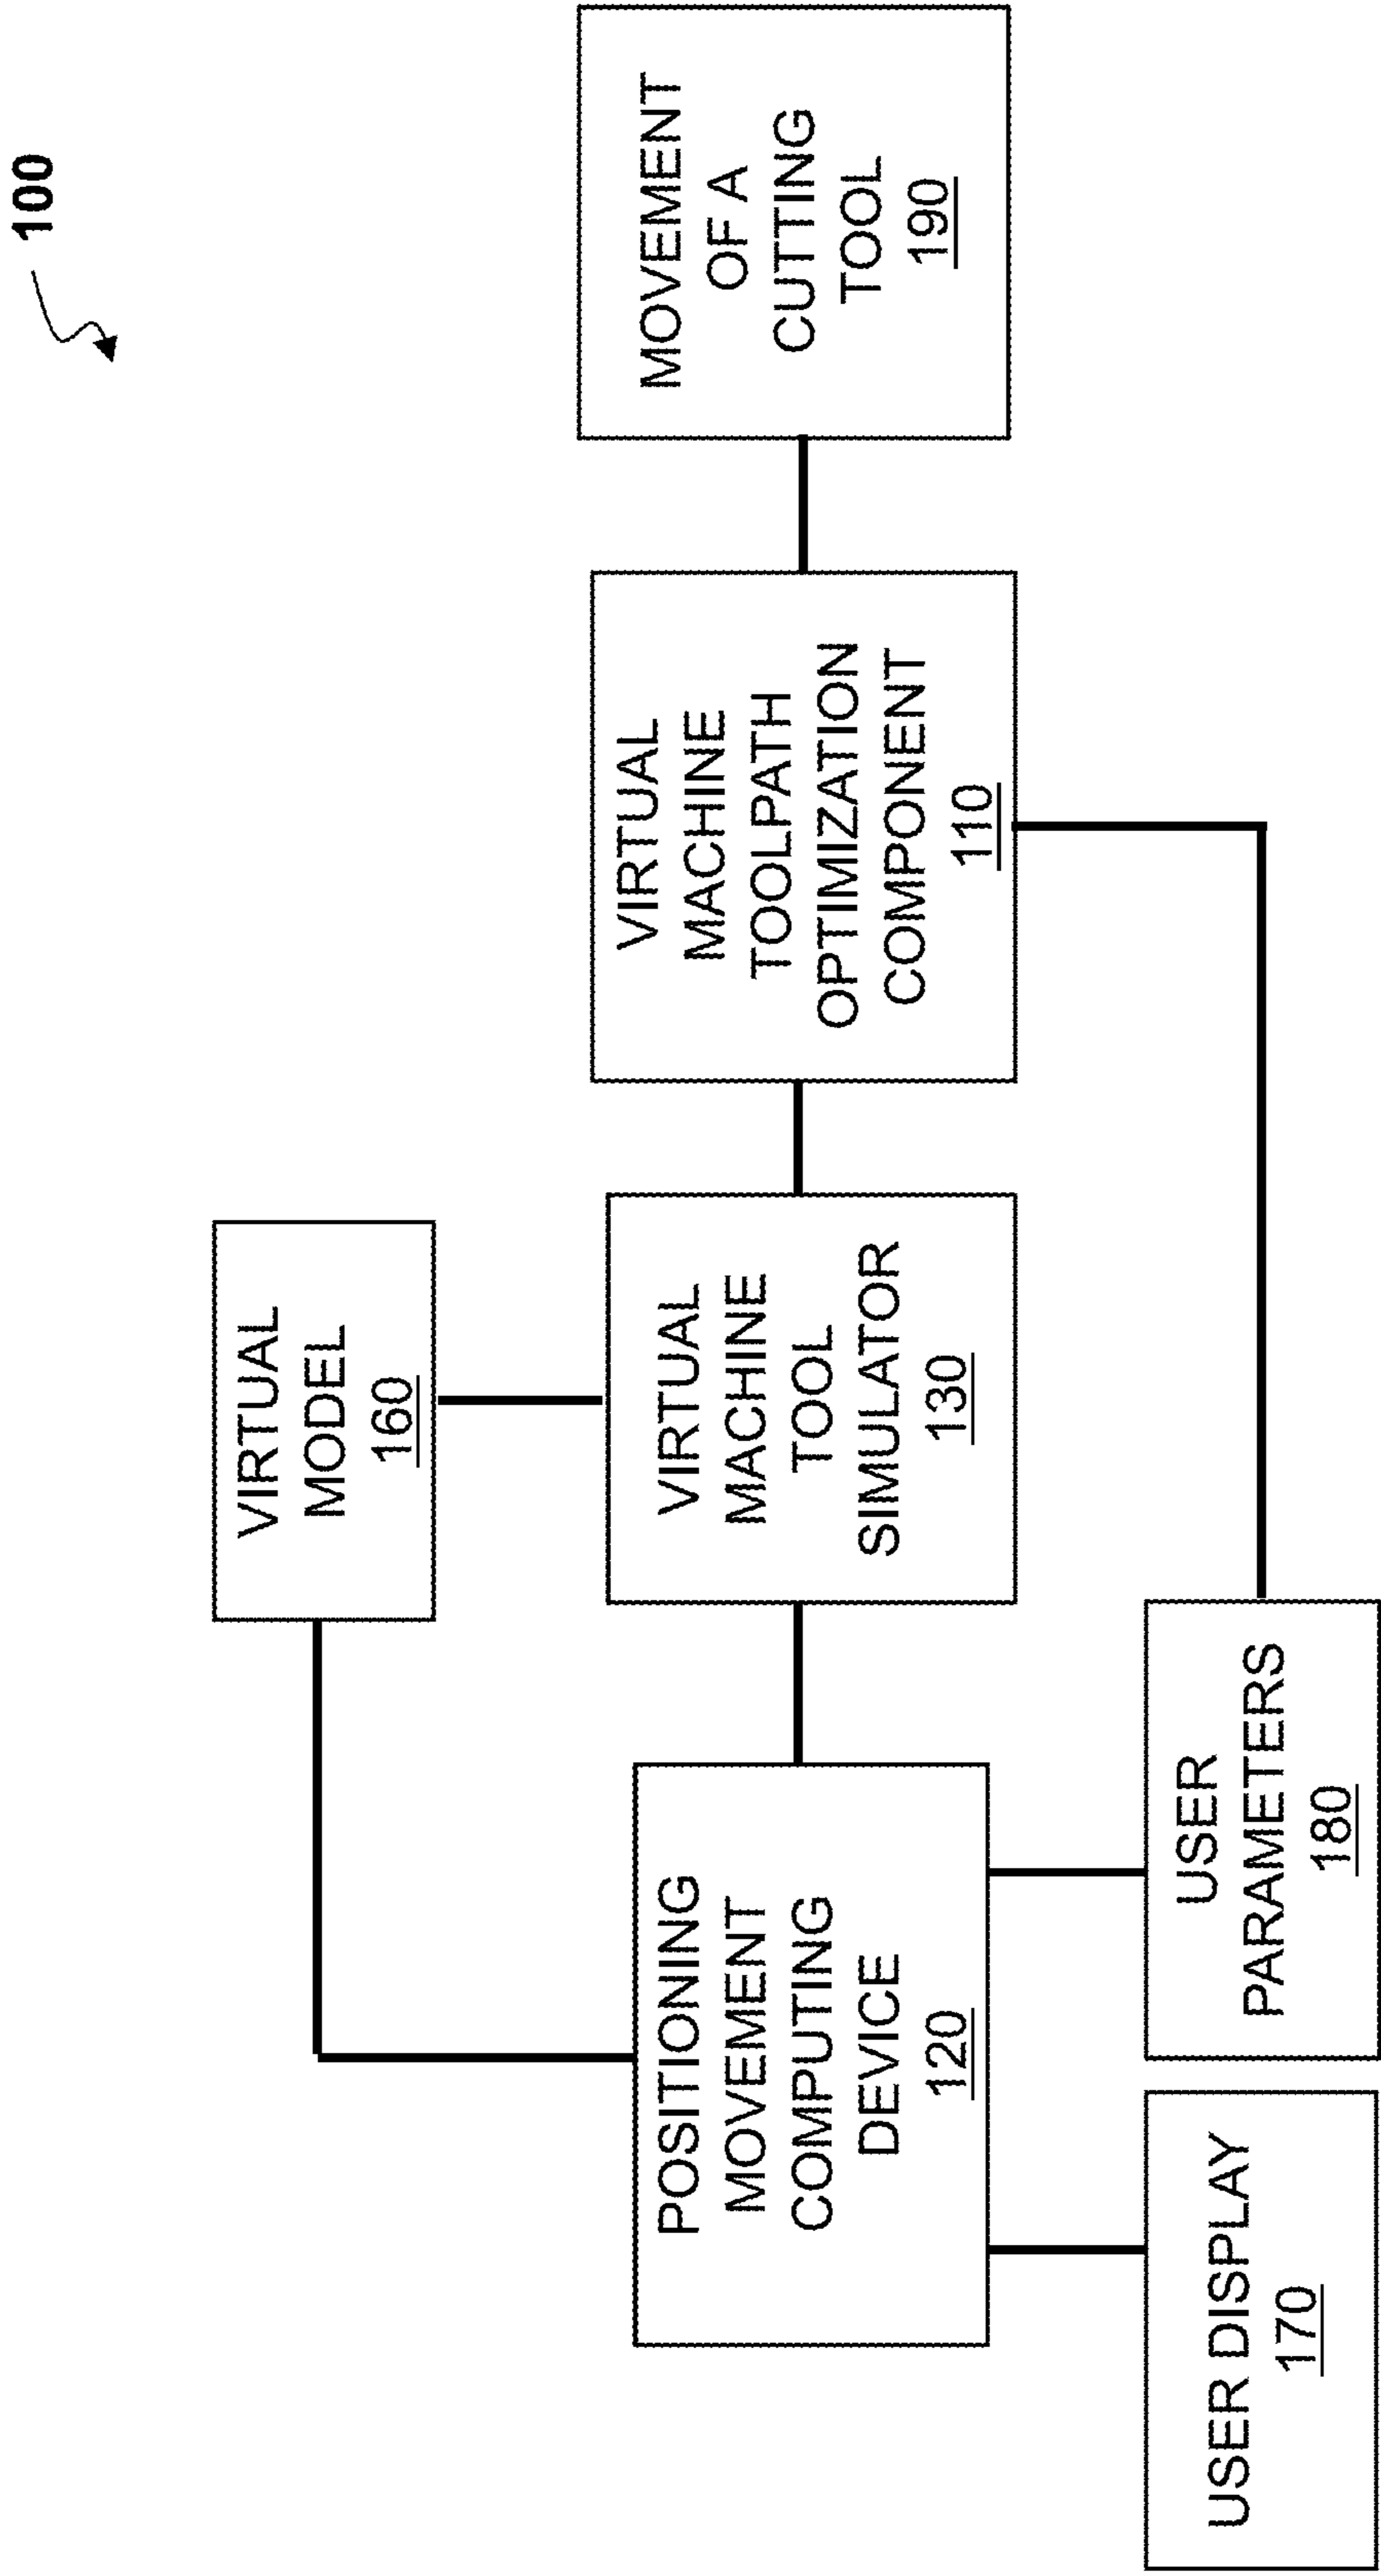 100
VIRTUAL
MODEL
160
POSITIONING
MOVEMENT
COMPUTING
DEVICE
120
VIRTUAL
MACHINE
TOOL
SIMULATOR
130
VIRTUAL
MACHINE
TOOLPATH
OPTIMIZATION
COMPONENT
110
MOVEMENT
OF A
CUTTING
TOOL
190
USER DISPLAY
170
USER
PARAMETERS
180